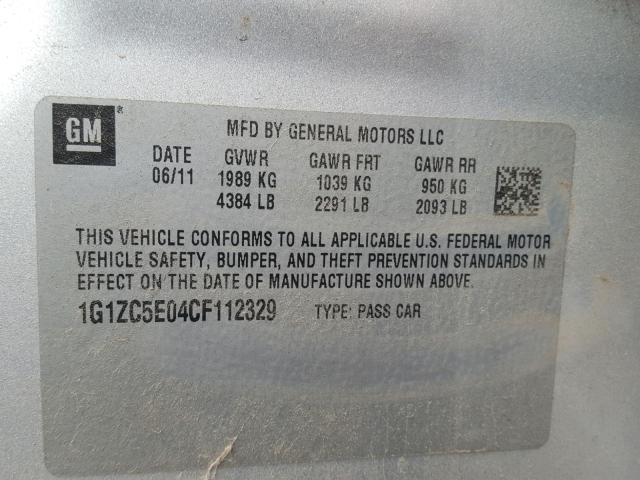 GM
MFD BY GENERAL MOTORS LLC
DATE GVWR GAWR FRT GAWR RR
06/11 1989 KG 1039 KG 950 KG
4384 LB 2291 LB 2093 LB
THIS VEHICLE CONFORMS TO ALL APPLICABLE U.S. FEDERAL MOTOR
VEHICLE SAFETY, BUMPER, AND THEFT PREVENTION STANDARDS IN
EFFECT ON THE DATE OF MANUFACTURE SHOWN ABOVE.
1G1ZC5E04CF112329 TYPE: PASS CAR